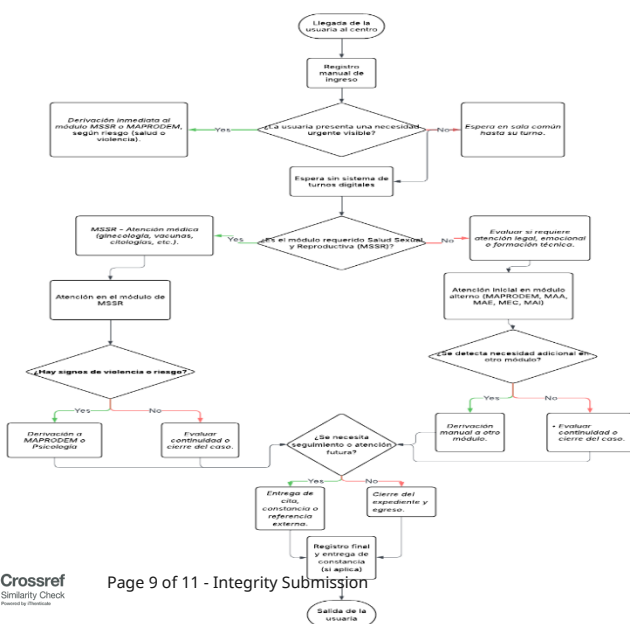 Llegada de la
usuaria al centro
Registro
manual de
ingreso
Derivación inmediata al
módulo MSSR o MAPRODEM,
según riesgo (salud o
violencia).
Yes
¿La usuaria presenta una necesidad
urgente visible?
No
Espera en sala común
hasta su turno.
Espera sin sistema de
turnos digitales
MSSR - Atención médica
(ginecología, vacunas,
citologías, etc.).
Yes
¿Es el módulo requerido Salud Sexual
y Reproductiva (MSSR)?
No
Evaluar si requiere
atención legal, emocional
o formación técnica.
Atención en el módulo de
MSSR
Atención inicial en módulo
alterno (MAPRODEM, MAA,
MAE, MEC, MAI)
¿Hay signos de violencia o riesgo?
¿Se detecta necesidad adicional en
otro módulo?
Yes
No
Yes
No
Derivación a
MAPRODEM o
Psicología
Evaluar
continuidad o
cierre del caso.
¿Se necesita
seguimiento o atención
futura?
Derivación
manual a otro
módulo.
• Evaluar
continuidad o
cierre del caso.
Yes
No
Entrega de
cita,
constancia o
referencia
externa.
Cierre del
expediente y
egreso.
Registro final
y entrega de
constancia
(si aplica)
Crossref
Similarity Check
Powered by iThenticate
Page 9 of 11 - Integrity Submission
Salida de la
usuaria